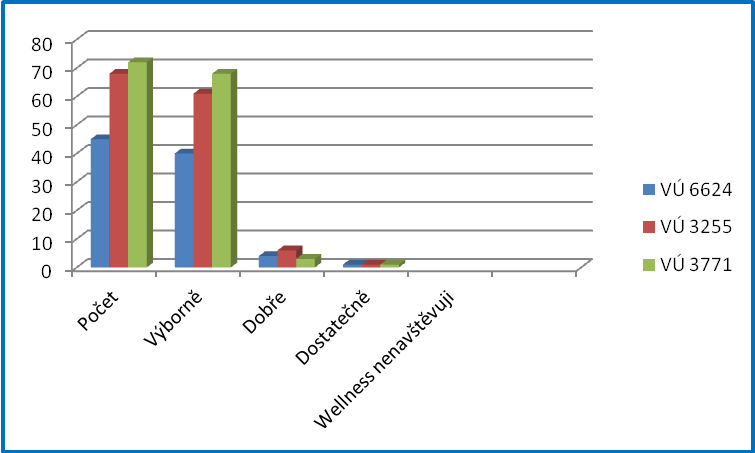 80
70
60
50
40
30
20
10
0
Počet
Výborně
Dobře
Dostatečně
Wellness nenavštěvuji
VÚ 6624
VÚ 3255
VÚ 3771